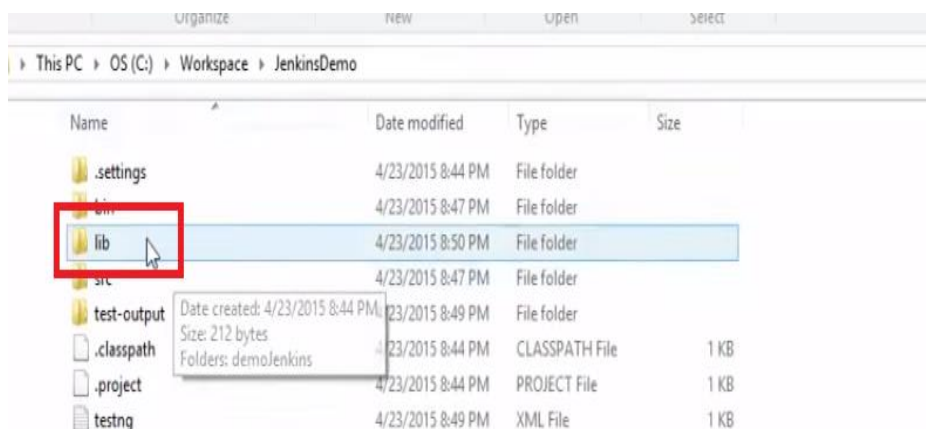 Organize New Open Select
This PC ▸ OS (C:) ▸ Workspace ▸ JenkinsDemo
Name Date modified Type Size
.settings 4/23/2015 8:44 PM File folder
bin 4/23/2015 8:47 PM File folder
lib 4/23/2015 8:50 PM File folder
src 4/23/2015 8:47 PM File folder
test-output 4/23/2015 8:49 PM File folder
Date created: 4/23/2015 8:44 PM
Size: 212 bytes
Folders: demoJenkins
.classpath 4/23/2015 8:44 PM CLASSPATH File 1 KB
.project 4/23/2015 8:44 PM PROJECT File 1 KB
testng 4/23/2015 8:49 PM XML File 1 KB